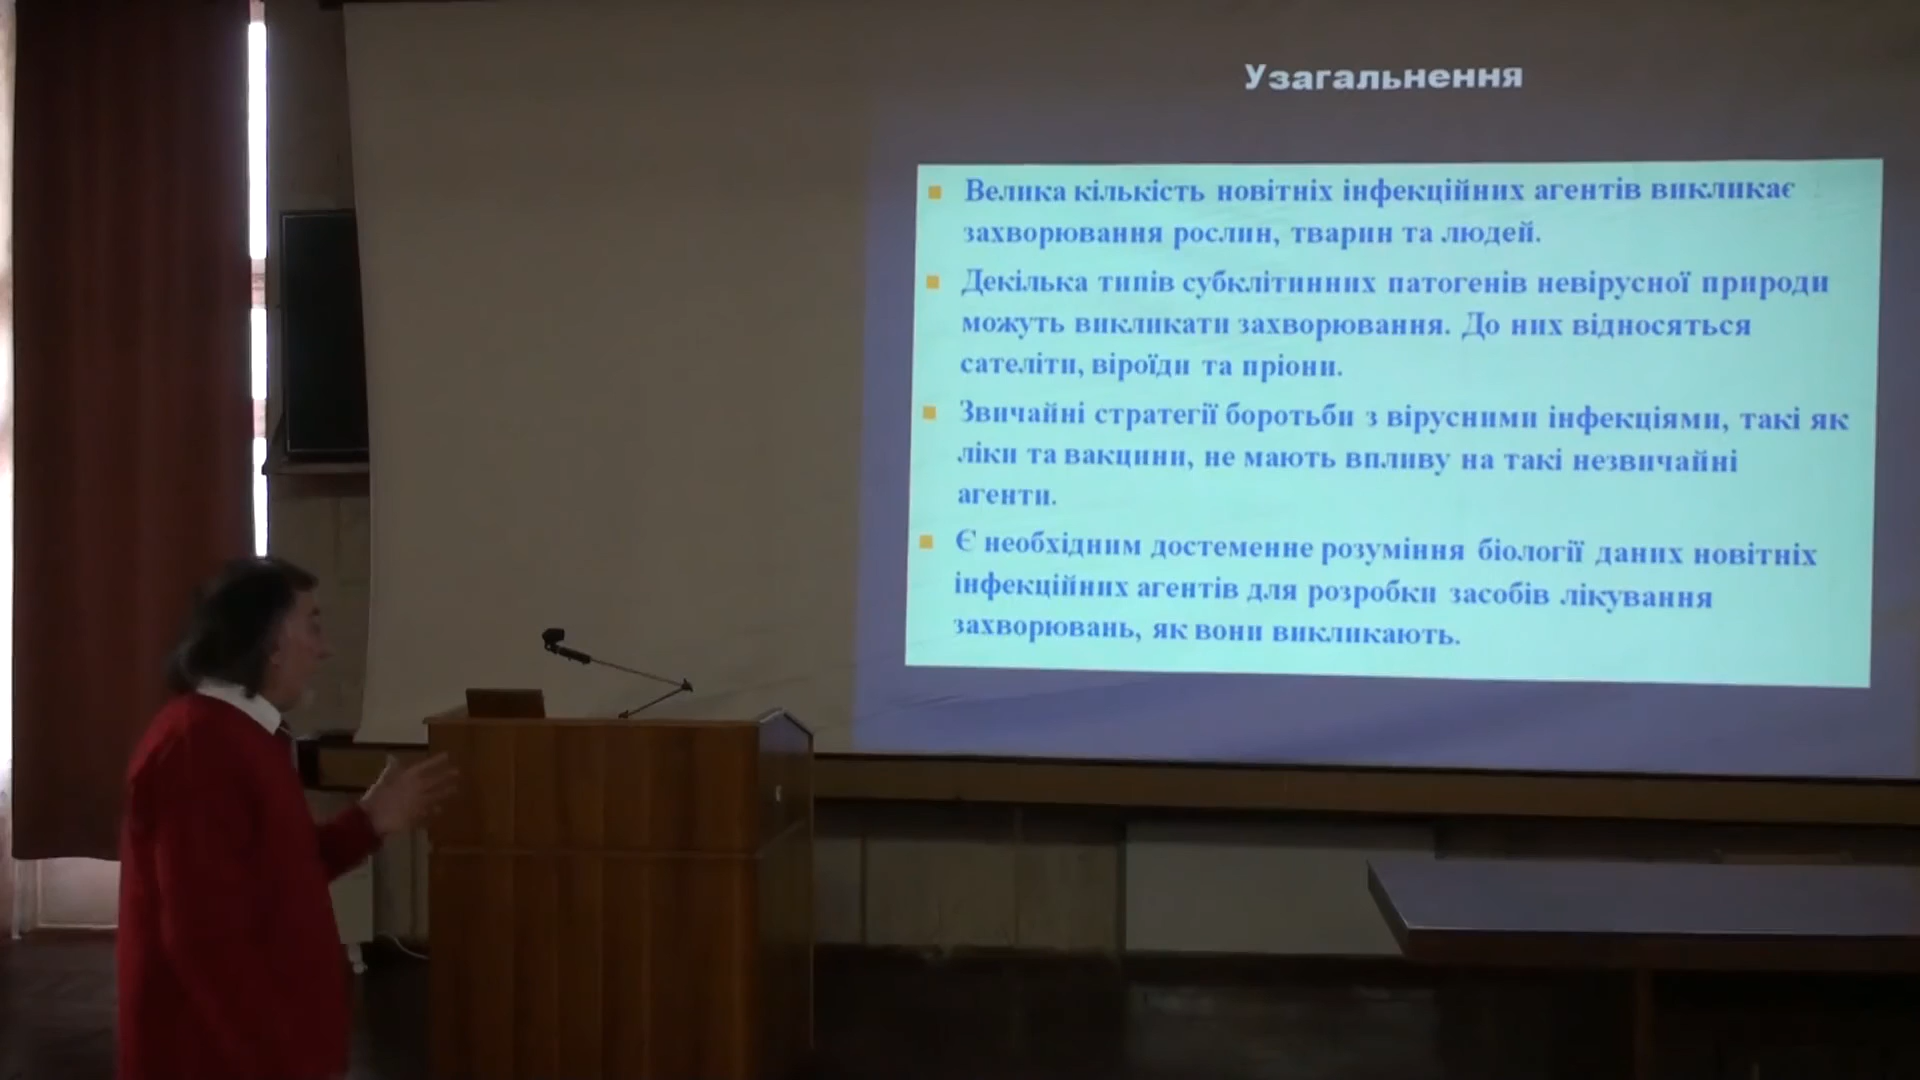 Узагальнення
Велика кількість новітніх інфекційних агентів викликає
захворювання рослин, тварин та людей.
Декілька типів субклітинних патогенів невірусної природи
можуть викликати захворювання. До них відносяться
сателіти, віроїди та пріони.
Звичайні стратегії боротьби з вірусними інфекціями, такі як
ліки та вакцини, не мають впливу на такі незвичайні
агенти.
Є необхідним достеменне розуміння біології даних новітніх
інфекційних агентів для розробки засобів лікування
захворювань, як вони викликають.